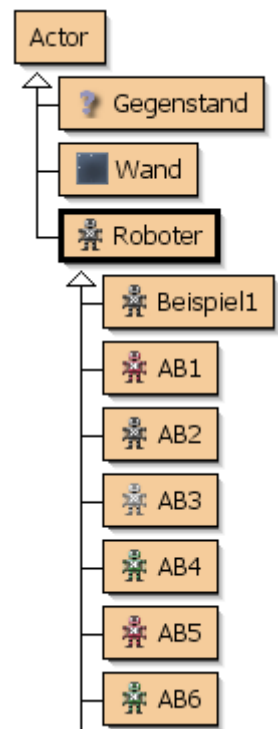 Actor
Gegenstand
Wand
Roboter
Beispiel1
AB1
AB2
AB3
AB4
AB5
AB6